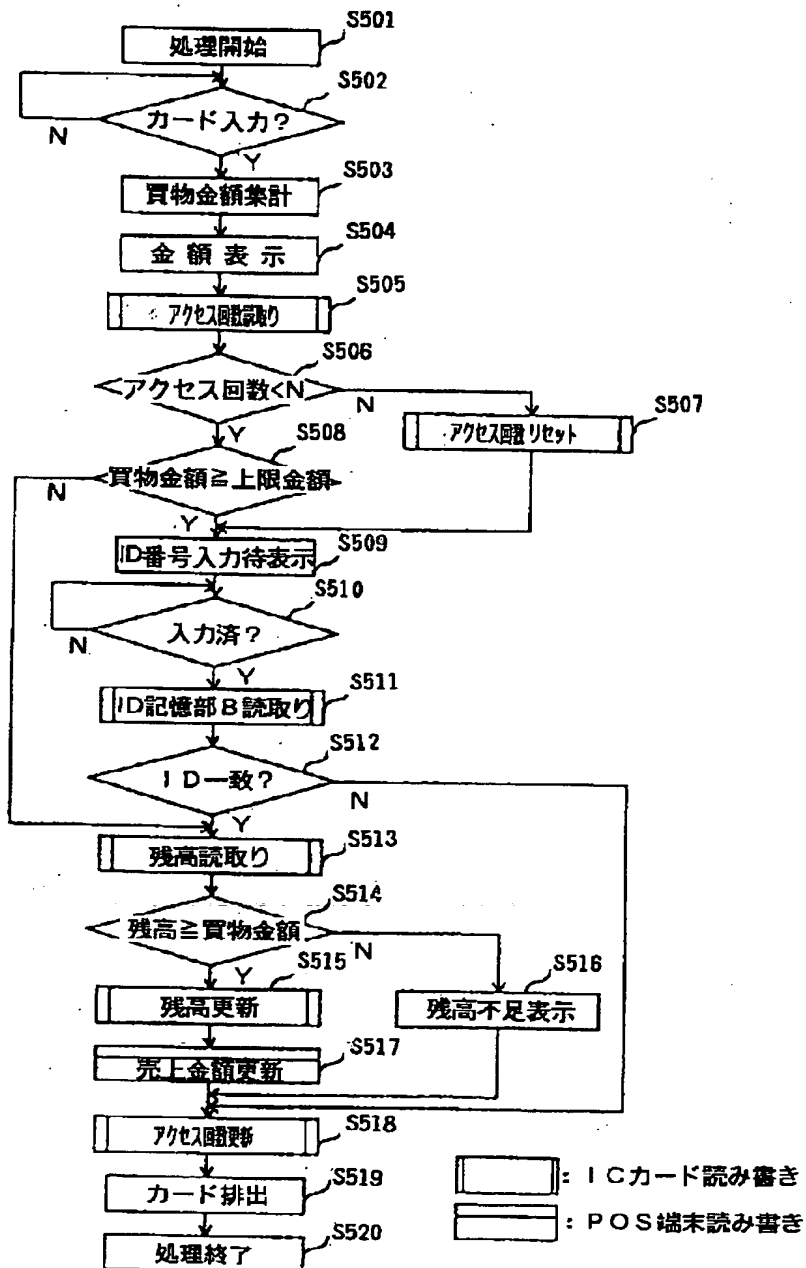 S501
処理開始
S502
カード入力?
N
Y
S503
買物金額集計
S504
金額表示
S505
アクセス回数読取り
S506
アクセス回数<N
N
Y
S507
アクセス回数リセット
S508
買物金額≧上限金額
N
Y
S509
ID番号入力待表示
S510
入力済?
N
Y
S511
ID記憶部B読取り
S512
ID一致?
N
Y
S513
残高読取り
S514
残高≧買物金額
N
Y
S515
残高更新
S516
残高不足表示
S517
売上金額更新
S518
アクセス回数更新
S519
カード排出
S520
処理終了
:ICカード読み書き
:POS端末読み書き